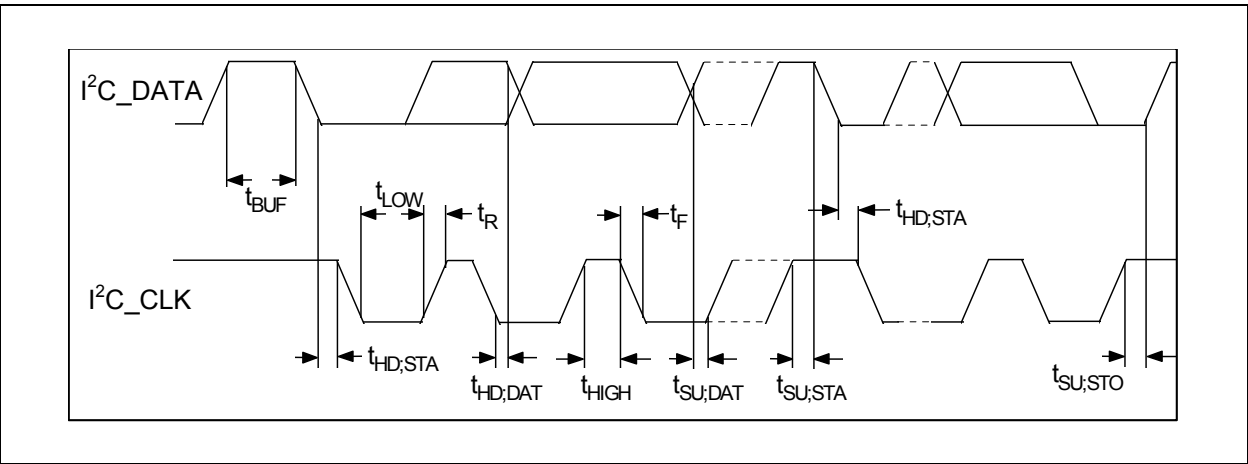 I²C_DATA
tBUF
tLOW
tR
tF
tHD;STA
I²C_CLK
tHD;STA
tHD;DAT
tHIGH
tSU;DAT
tSU;STA
tSU;STO